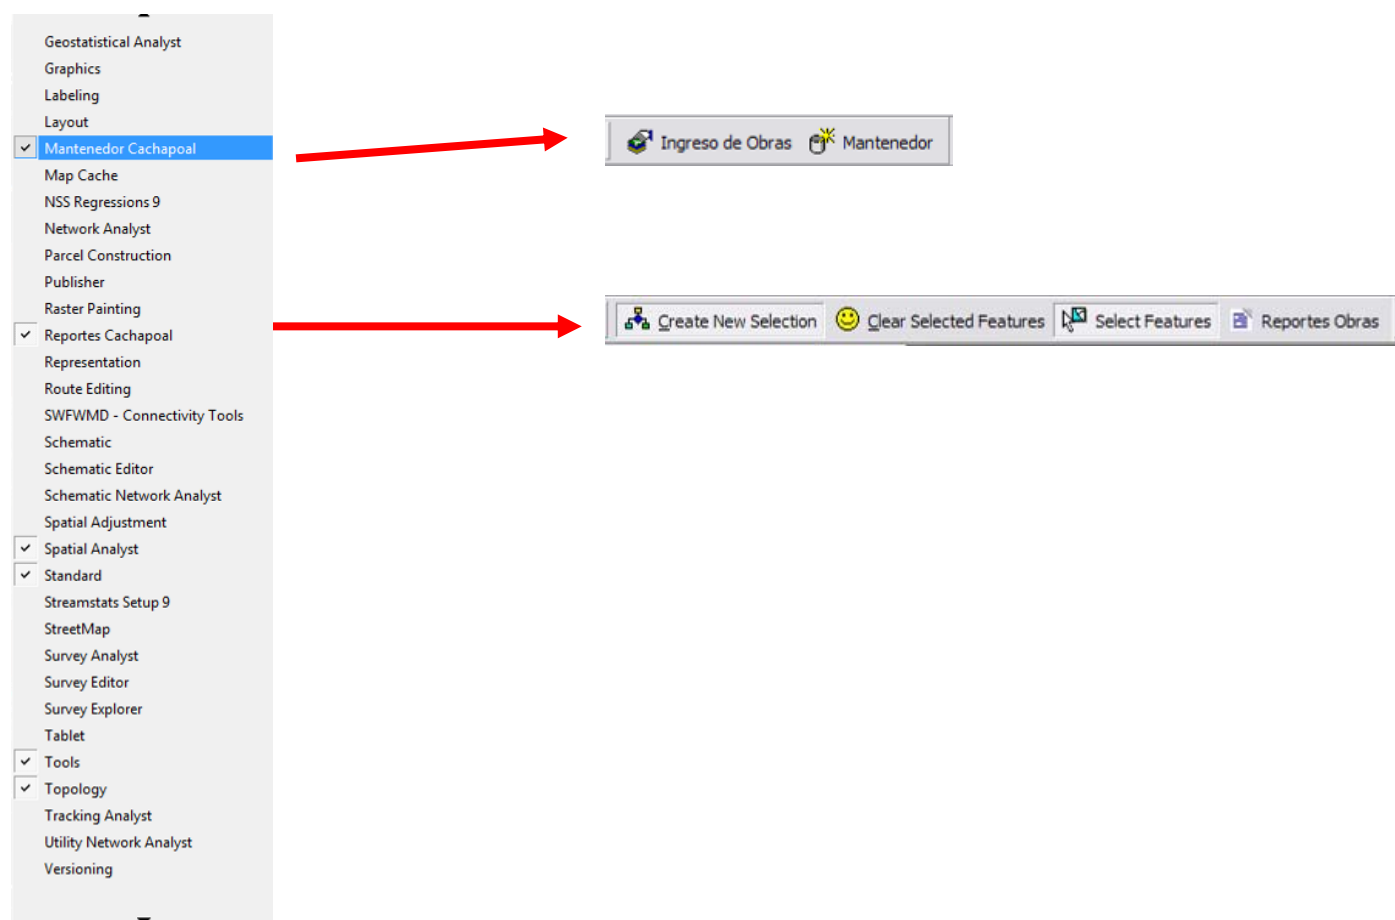 Geostatistical Analyst
Graphics
Labeling
Layout
Mantenedor Cachapoal
Map Cache
NSS Regressions 9
Network Analyst
Parcel Construction
Publisher
Raster Painting
Reportes Cachapoal
Representation
Route Editing
SWFWMD - Connectivity Tools
Schematic
Schematic Editor
Schematic Network Analyst
Spatial Adjustment
Spatial Analyst
Standard
Streamstats Setup 9
StreetMap
Survey Analyst
Survey Editor
Survey Explorer
Tablet
Tools
Topology
Tracking Analyst
Utility Network Analyst
Versioning
Ingreso de Obras Mantenedor
Create New Selection Clear Selected Features Select Features Reportes Obras